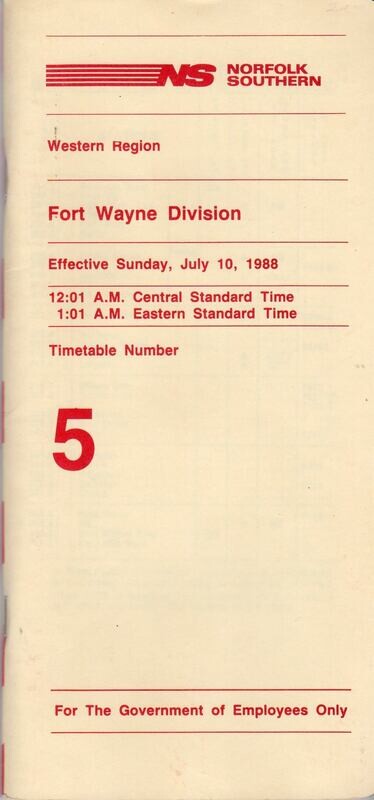 NS NORFOLK
SOUTHERN
Western Region
Fort Wayne Division
Effective Sunday, July 10, 1988
12:01 A.M. Central Standard Time
1:01 A.M. Eastern Standard Time
Timetable Number
5
For The Government of Employees Only